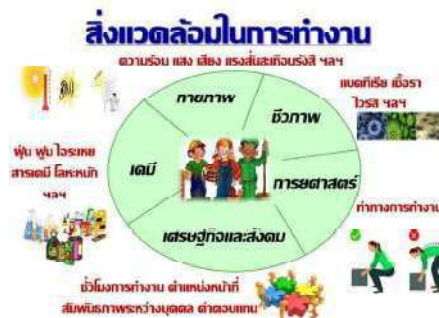 สิ่งแวดล้อมในการทำงาน
ความร้อน แสง เสียง แรงสั่นสะเทือนรังสี ฯลฯ
กายภาพ
ชีวภาพ
แบคทีเรีย เชื้อรา
ไวรส ฯลฯ
ฝุ่น ฟูม ไอระเหย
สารเคมี โลหะหนัก
ฯลฯ
เคมี
การยศาสตร์
ท่าทางการทำงาน
เศรษฐกิจและสังคม
ชั่วโมงการทำงาน ตำแหน่งหน้าที่
สัมพันธภาพระหว่างบุคคล ค่าตอบแทน